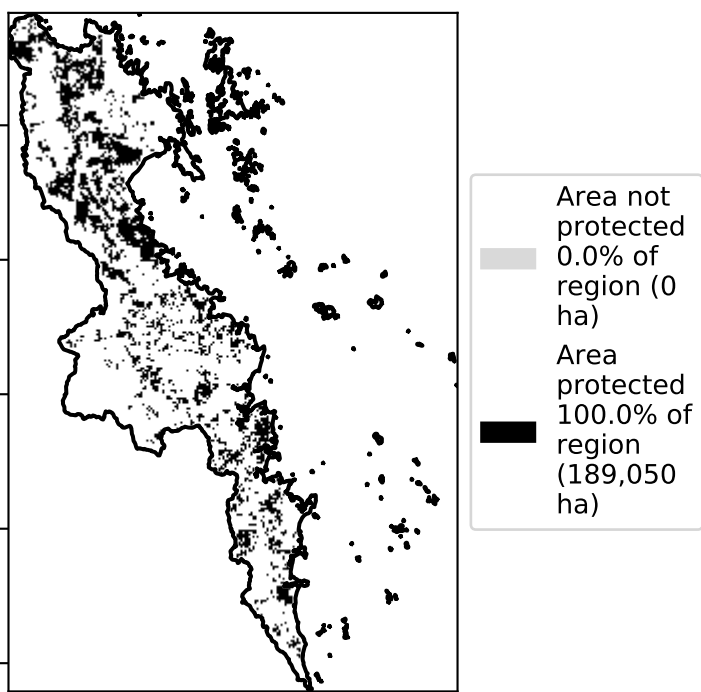 Area not
protected
0.0% of
region (0
ha)
Area
protected
100.0% of
region
(189,050
ha)